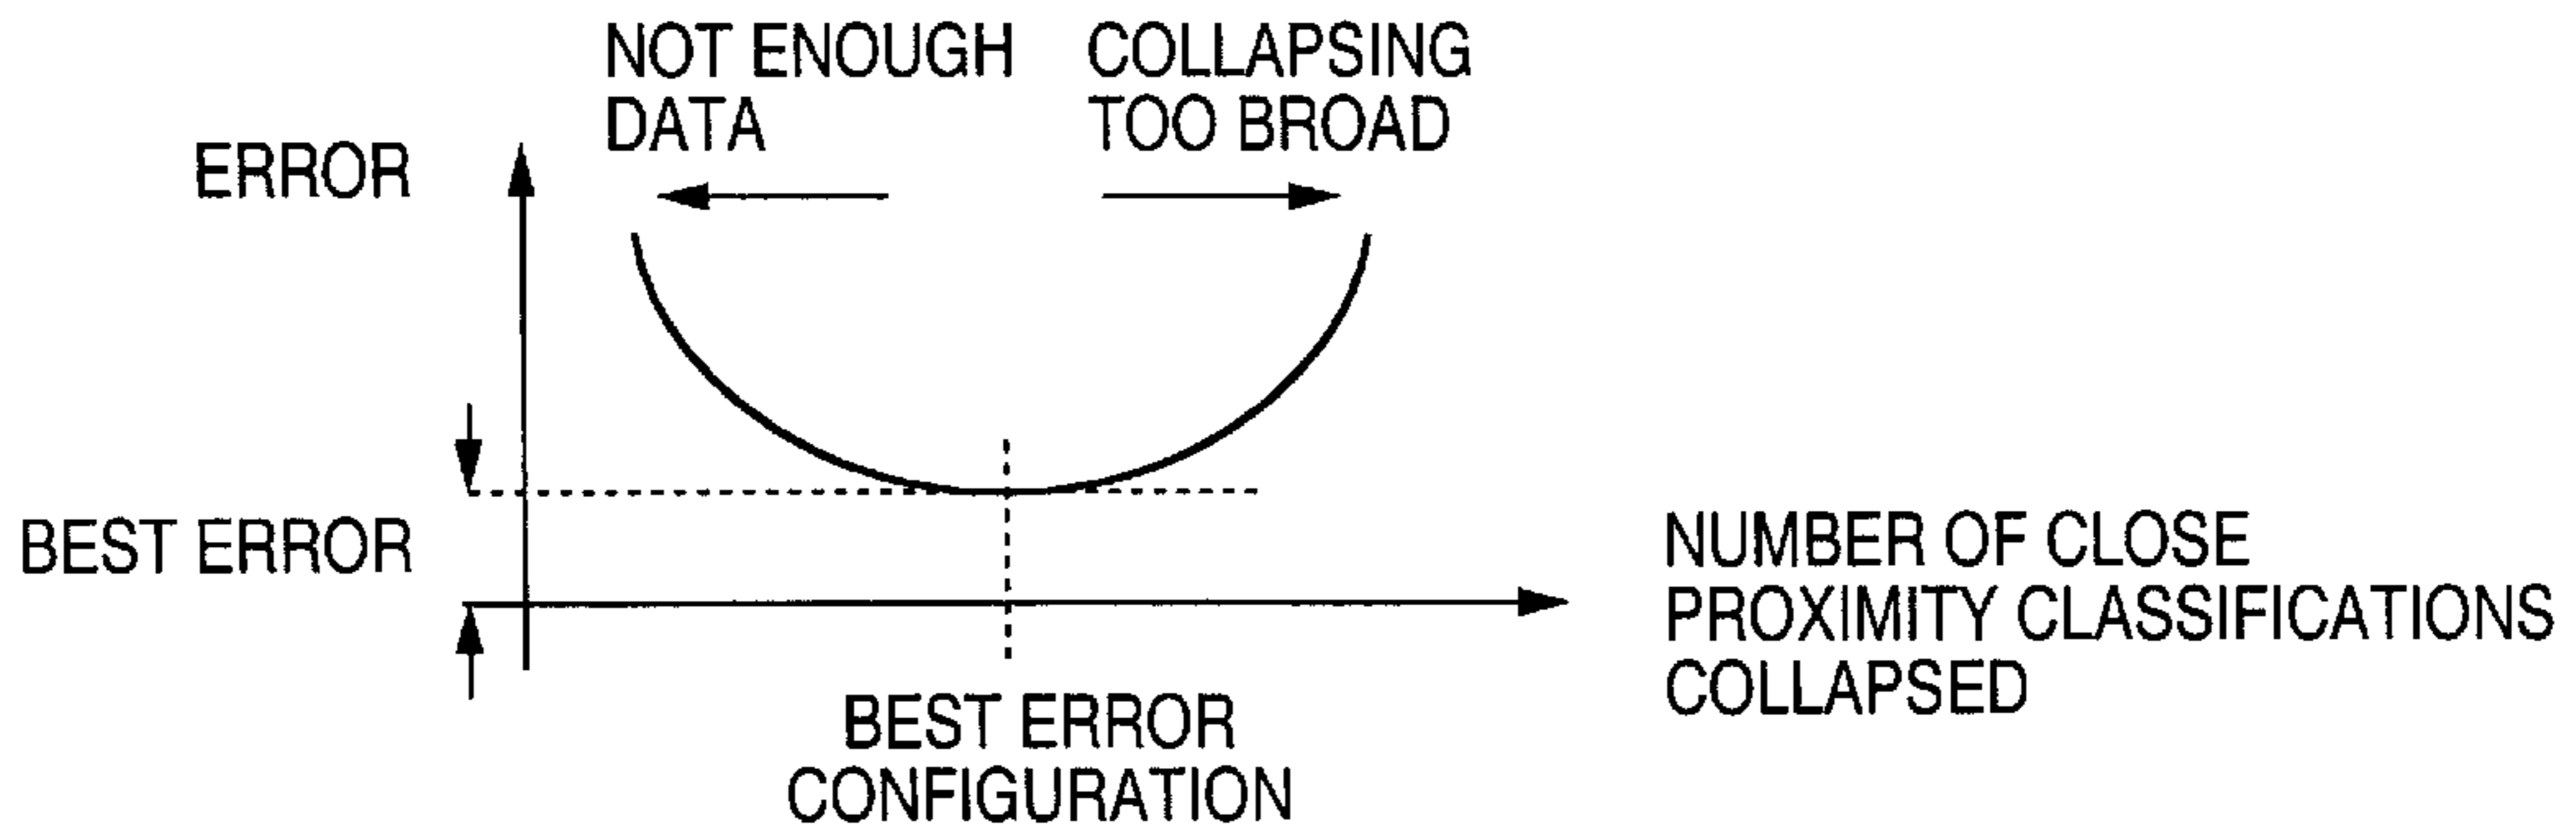 NOT ENOUGH
DATA
COLLAPSING
TOO BROAD
ERROR
BEST ERROR
NUMBER OF CLOSE
PROXIMITY CLASSIFICATIONS
COLLAPSED
BEST ERROR
CONFIGURATION